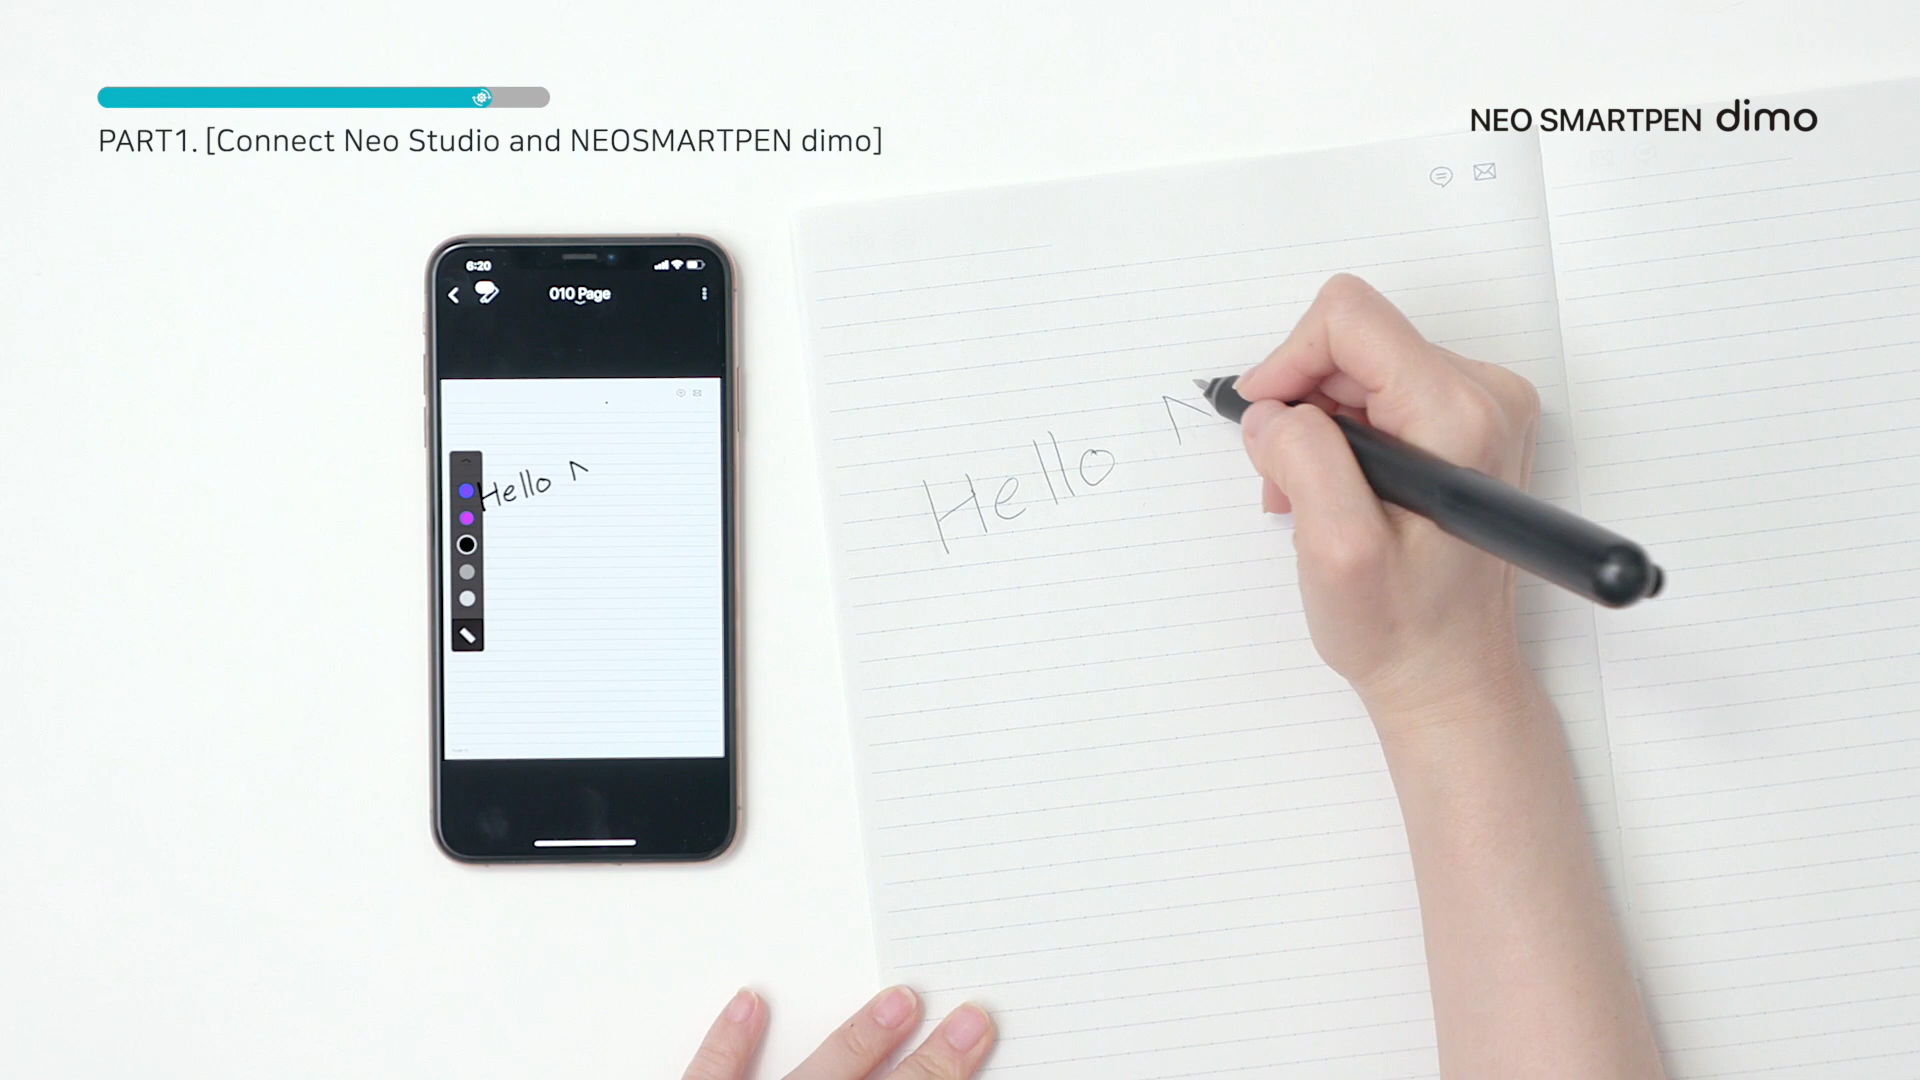 PART1. [Connect Neo Studio and NEOSMARTPEN dimo]
NEO SMARTPEN dimo
6:20
010 Page
Hello
Hello